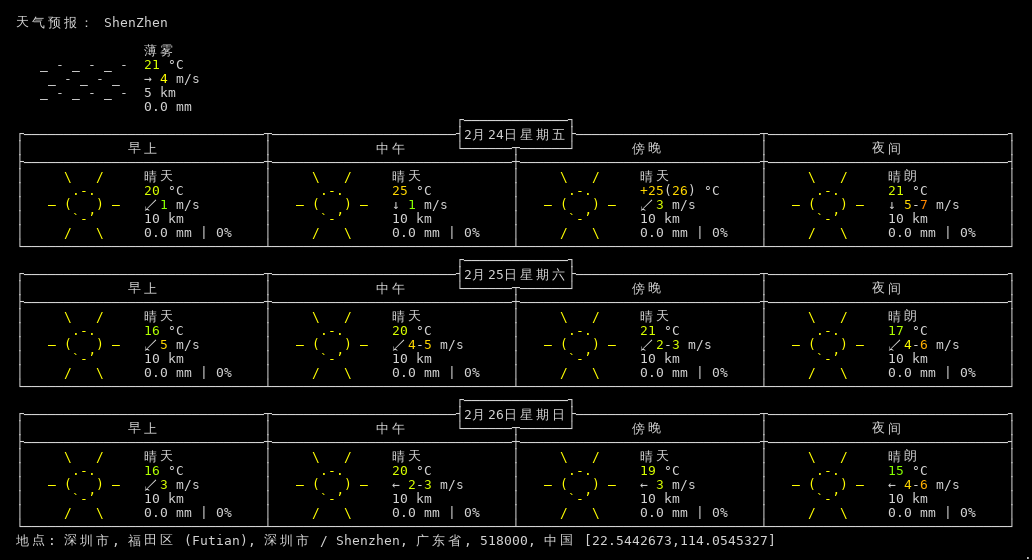 天气预报： ShenZhen
薄雾
21 °C
→ 4 m/s
5 km
0.0 mm
2月24日星期五
早上 中午 傍晚 夜间
晴天 晴天 晴天 晴朗
20 °C 25 °C +25(26) °C 21 °C
↙ 1 m/s ↓ 1 m/s ↙ 3 m/s ↓ 5-7 m/s
10 km 10 km 10 km 10 km
0.0 mm | 0% 0.0 mm | 0% 0.0 mm | 0% 0.0 mm | 0%
2月25日星期六
早上 中午 傍晚 夜间
晴天 晴天 晴天 晴朗
16 °C 20 °C 21 °C 17 °C
↙ 5 m/s ↙ 4-5 m/s ↙ 2-3 m/s ↙ 4-6 m/s
10 km 10 km 10 km 10 km
0.0 mm | 0% 0.0 mm | 0% 0.0 mm | 0% 0.0 mm | 0%
2月26日星期日
早上 中午 傍晚 夜间
晴天 晴天 晴天 晴朗
16 °C 20 °C 19 °C 15 °C
↙ 3 m/s ← 2-3 m/s ← 3 m/s ← 4-6 m/s
10 km 10 km 10 km 10 km
0.0 mm | 0% 0.0 mm | 0% 0.0 mm | 0% 0.0 mm | 0%
地点: 深圳市, 福田区 (Futian), 深圳市 / Shenzhen, 广东省, 518000, 中国 [22.5442673,114.0545327]